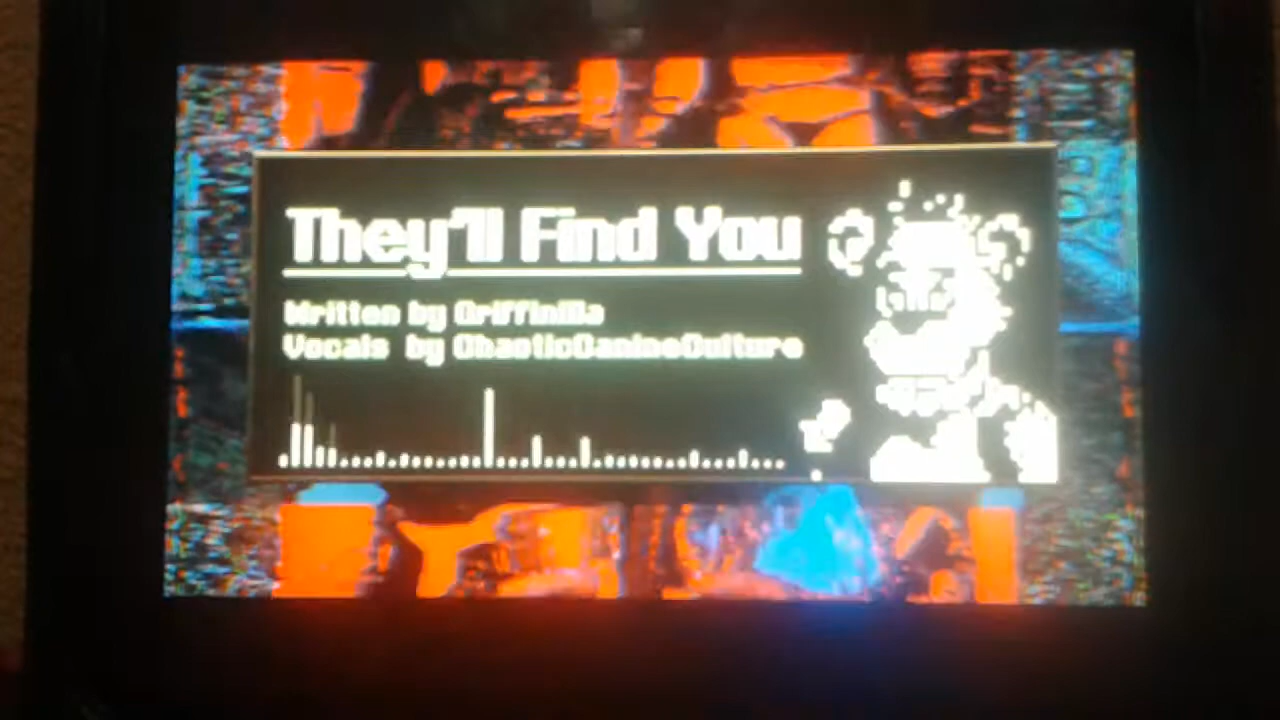 They'll Find You
Written by Griffinilla
Vocals by ChaoticCanineCulture